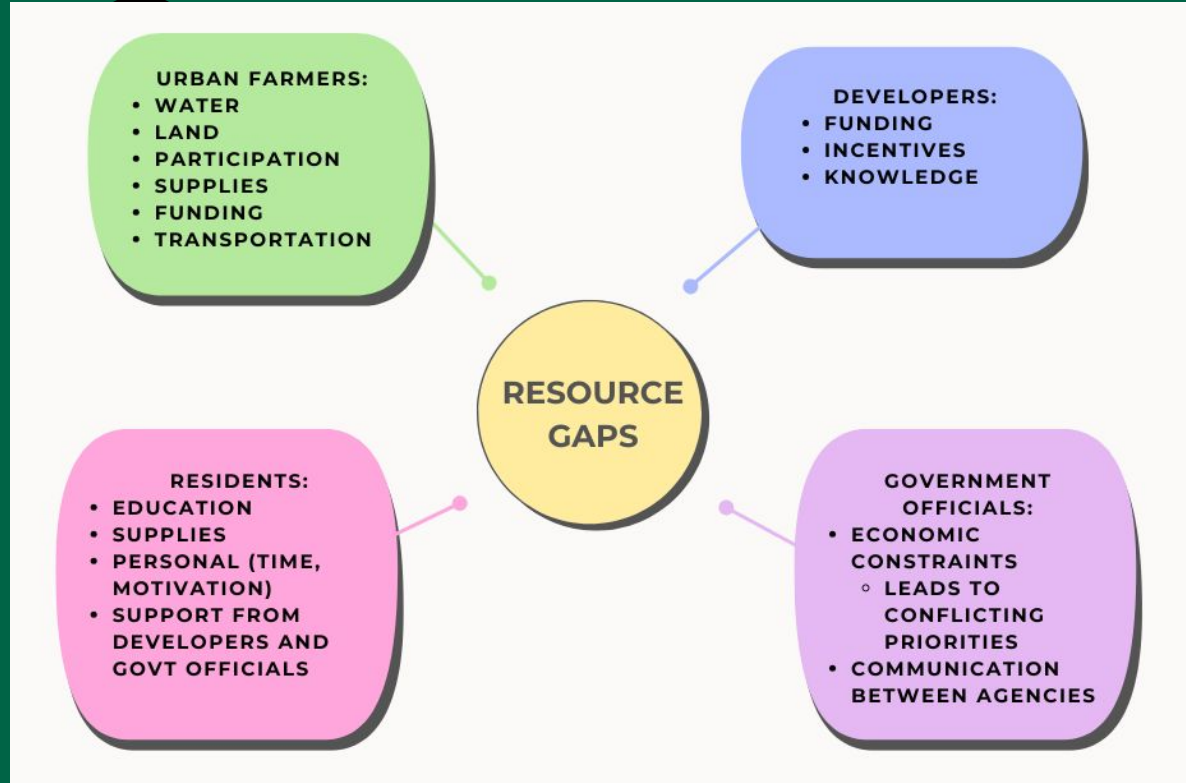 URBAN FARMERS:
• WATER
• LAND
• PARTICIPATION
• SUPPLIES
• FUNDING
• TRANSPORTATION
DEVELOPERS:
• FUNDING
• INCENTIVES
• KNOWLEDGE
RESOURCE
GAPS
RESIDENTS:
• EDUCATION
• SUPPLIES
• PERSONAL (TIME,
MOTIVATION)
• SUPPORT FROM
DEVELOPERS AND
GOVT OFFICIALS
GOVERNMENT
OFFICIALS:
• ECONOMIC
CONSTRAINTS
◦ LEADS TO
CONFLICTING
PRIORITIES
• COMMUNICATION
BETWEEN AGENCIES